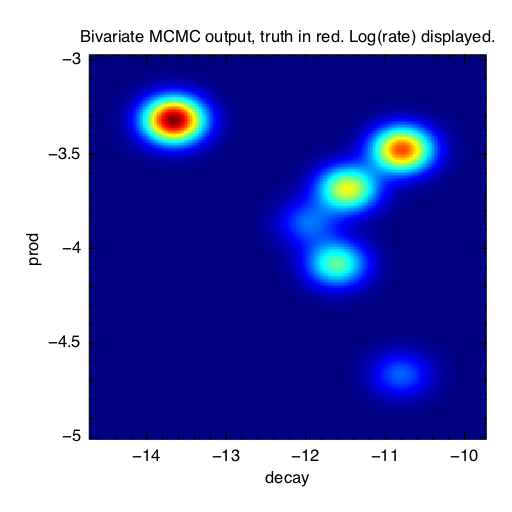 Bivariate MCMC output, truth in red. Log(rate) displayed.
−3
−3.5
−4
−4.5
−5
prod
−14 −13 −12 −11 −10
decay